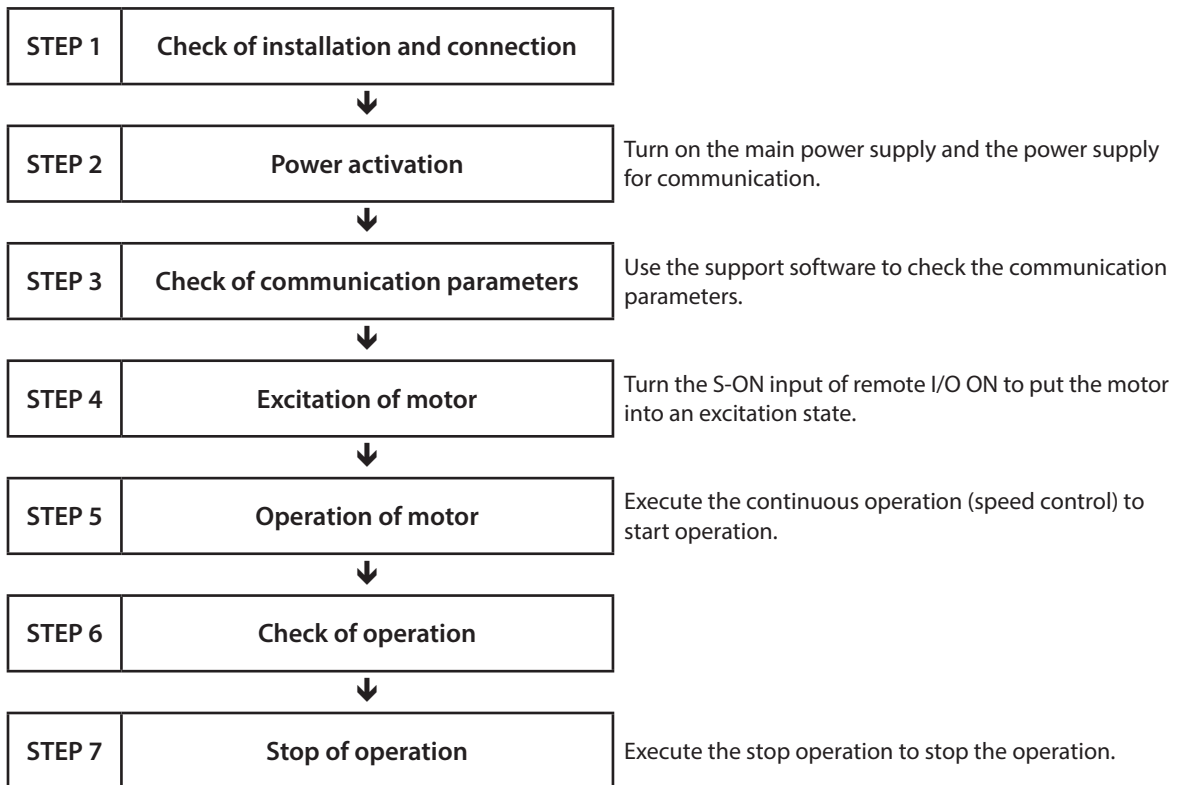 STEP 1 Check of installation and connection
STEP 2 Power activation
Turn on the main power supply and the power supply
for communication.
STEP 3 Check of communication parameters
Use the support software to check the communication
parameters.
STEP 4 Excitation of motor
Turn the S-ON input of remote I/O ON to put the motor
into an excitation state.
STEP 5 Operation of motor
Execute the continuous operation (speed control) to
start operation.
STEP 6 Check of operation
STEP 7 Stop of operation
Execute the stop operation to stop the operation.